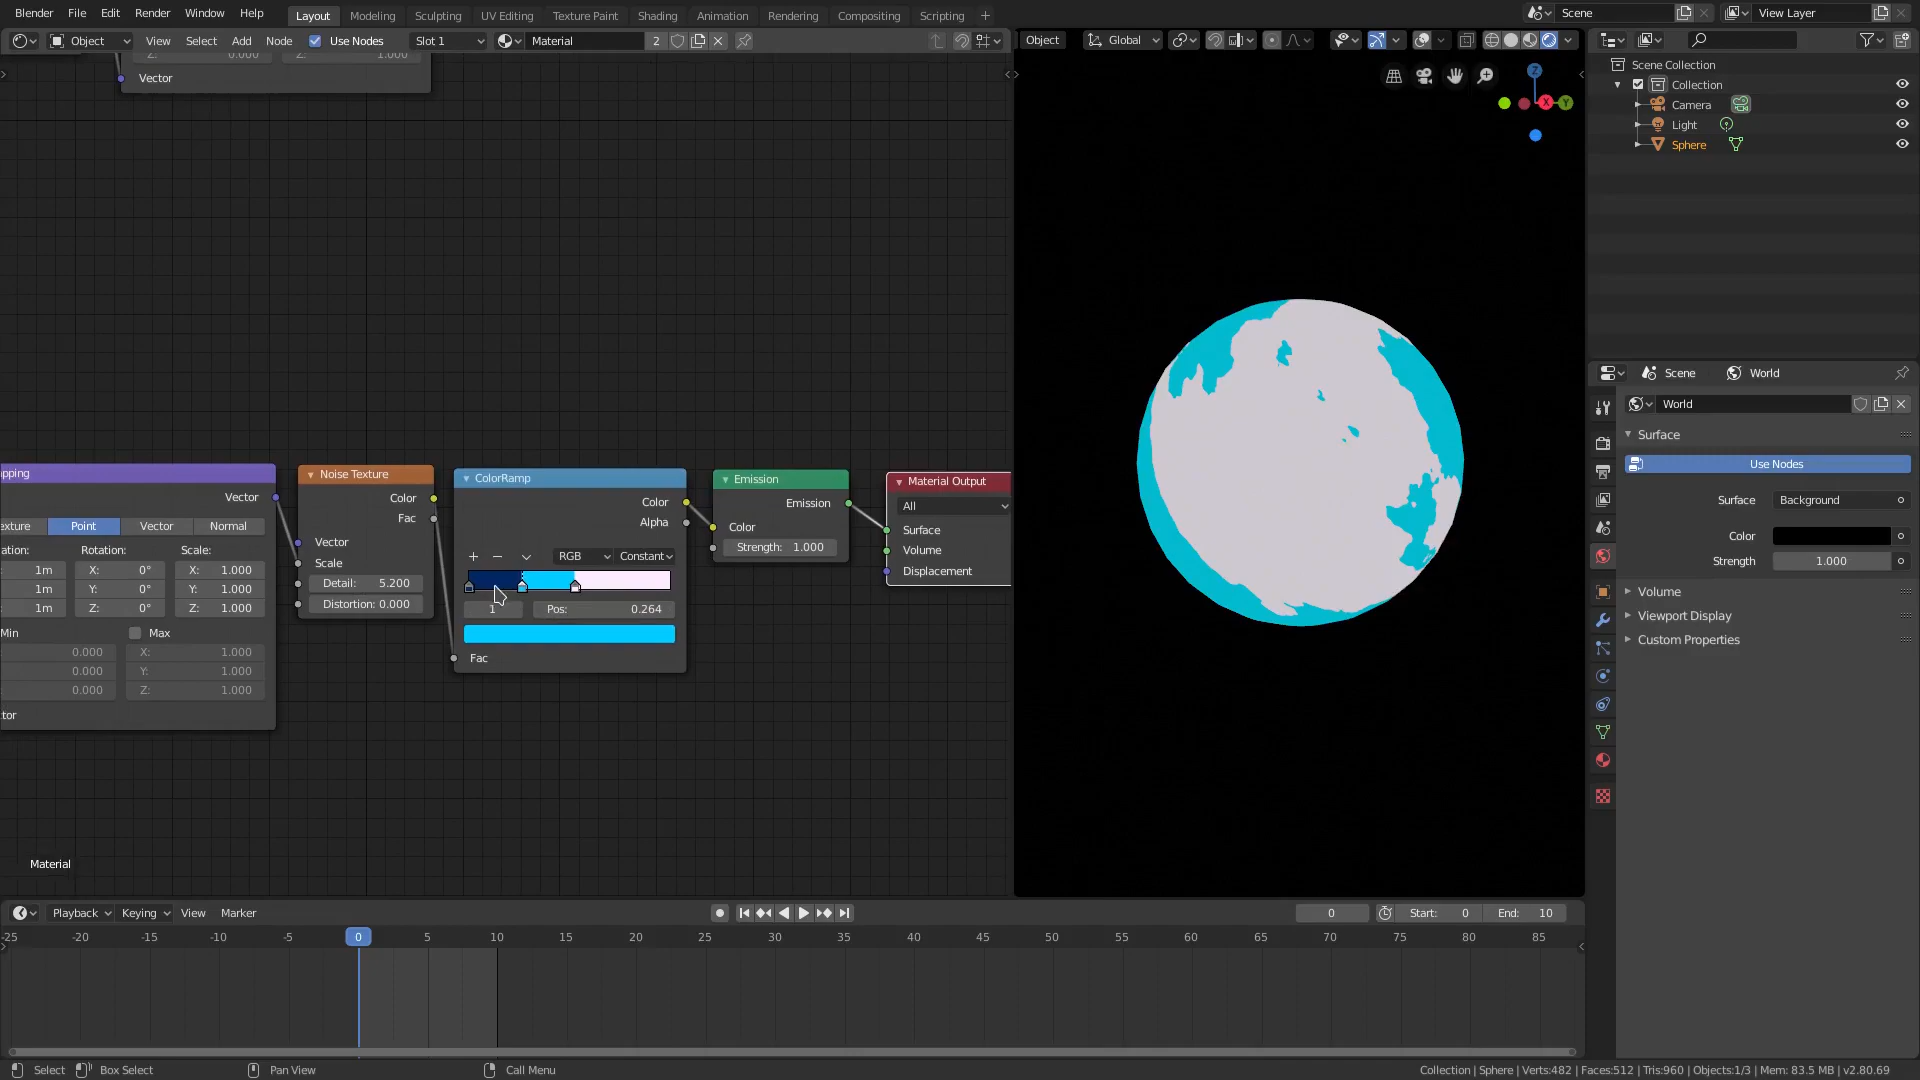 Blender File Edit Render Window Help Layout Modeling Sculpting UV Editing Texture Paint Shading Animation Rendering Compositing Scripting + Scene View Layer
Object View Select Add Node Use Nodes Slot 1 Material 2 Object Global
Z: 0.000 Z: 1.000
Vector
Z
X
Y
Scene Collection
Collection
Camera
Light
Sphere
Scene World
World
Surface
Use Nodes
Surface Background
Color
Strength 1.000
Volume
Viewport Display
Custom Properties
pping
Vector
exture Point Vector Normal
ation: Rotation: Scale:
1m X: 0° X: 1.000
1m Y: 0° Y: 1.000
1m Z: 0° Z: 1.000
Min Max
0.000 X: 1.000
0.000 Y: 1.000
0.000 Z: 1.000
tor
Noise Texture
Color
Fac
Vector
Scale
Detail: 5.200
Distortion: 0.000
ColorRamp
Color
Alpha
+ − RGB Constant
1 Pos: 0.264
Fac
Emission
Emission
Color
Strength: 1.000
Material Output
All
Surface
Volume
Displacement
Material
Playback Keying View Marker 0 Start: 0 End: 10
-25 -20 -15 -10 -5 0 5 10 15 20 25 30 35 40 45 50 55 60 65 70 75 80 85
Select Box Select Pan View Call Menu Collection | Sphere | Verts:482 | Faces:512 | Tris:960 | Objects:1/3 | Mem: 83.5 MB | v2.80.69